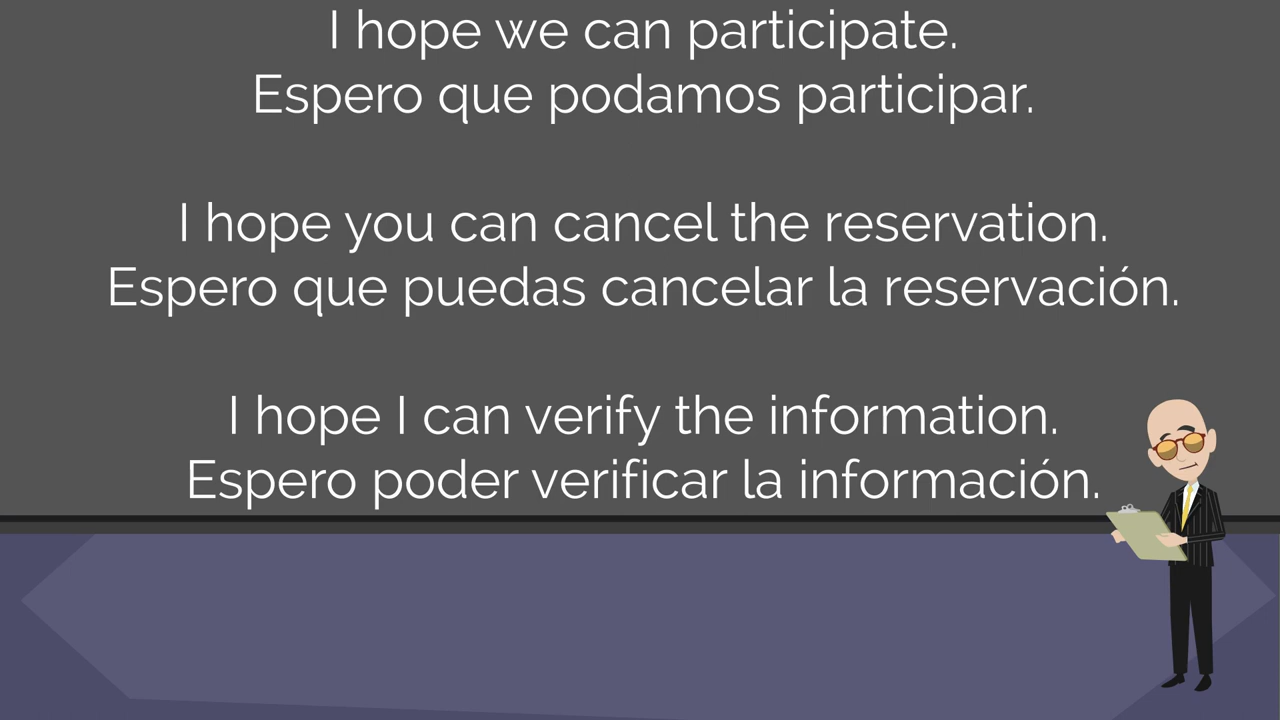 I hope we can participate.
Espero que podamos participar.
I hope you can cancel the reservation.
Espero que puedas cancelar la reservación.
I hope I can verify the information.
Espero poder verificar la información.